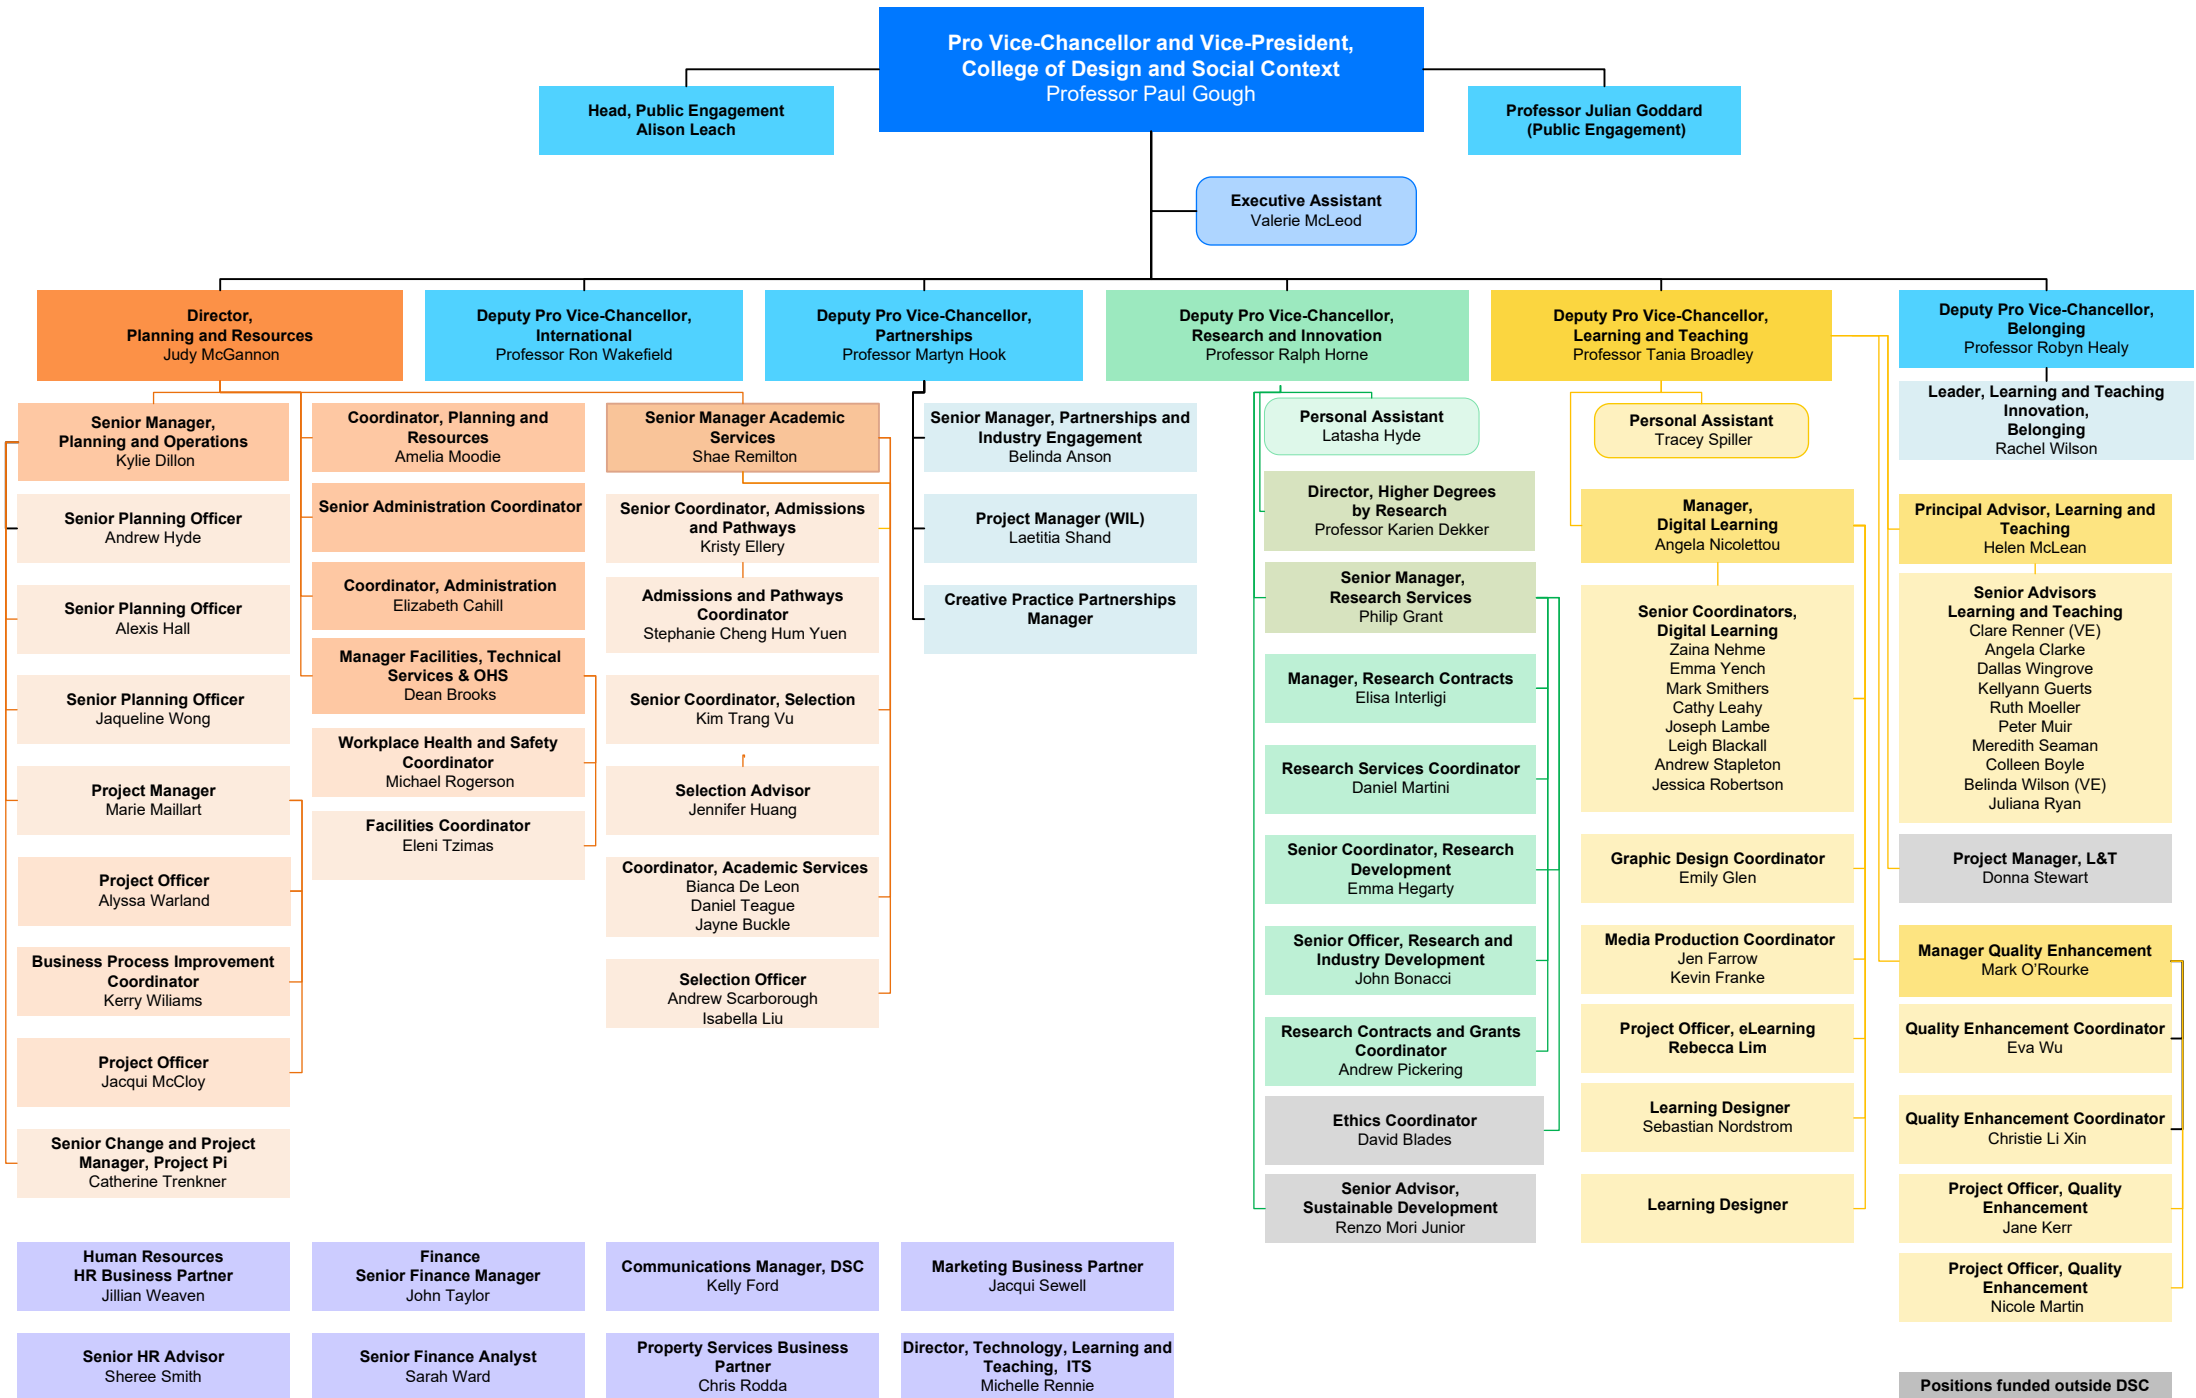 Pro Vice-Chancellor and Vice-President,
College of Design and Social Context
Professor Paul Gough
Head, Public Engagement
Alison Leach
Professor Julian Goddard
(Public Engagement)
Executive Assistant
Valerie McLeod
Director,
Planning and Resources
Judy McGannon
Deputy Pro Vice-Chancellor,
International
Professor Ron Wakefield
Deputy Pro Vice-Chancellor,
Partnerships
Professor Martyn Hook
Deputy Pro Vice-Chancellor,
Research and Innovation
Professor Ralph Horne
Deputy Pro Vice-Chancellor,
Learning and Teaching
Professor Tania Broadley
Deputy Pro Vice-Chancellor,
Belonging
Professor Robyn Healy
Senior Manager,
Planning and Operations
Kylie Dillon
Senior Planning Officer
Andrew Hyde
Senior Planning Officer
Alexis Hall
Senior Planning Officer
Jaqueline Wong
Project Manager
Marie Maillart
Project Officer
Alyssa Warland
Business Process Improvement
Coordinator
Kerry Wiliams
Project Officer
Jacqui McCloy
Senior Change and Project
Manager, Project Pi
Catherine Trenkner
Coordinator, Planning and
Resources
Amelia Moodie
Senior Administration Coordinator
Coordinator, Administration
Elizabeth Cahill
Manager Facilities, Technical
Services & OHS
Dean Brooks
Workplace Health and Safety
Coordinator
Michael Rogerson
Facilities Coordinator
Eleni Tzimas
Senior Manager Academic
Services
Shae Remilton
Senior Coordinator, Admissions
and Pathways
Kristy Ellery
Admissions and Pathways
Coordinator
Stephanie Cheng Hum Yuen
Senior Coordinator, Selection
Kim Trang Vu
Selection Advisor
Jennifer Huang
Coordinator, Academic Services
Bianca De Leon
Daniel Teague
Jayne Buckle
Selection Officer
Andrew Scarborough
Isabella Liu
Senior Manager, Partnerships and
Industry Engagement
Belinda Anson
Project Manager (WIL)
Laetitia Shand
Creative Practice Partnerships
Manager
Personal Assistant
Latasha Hyde
Director, Higher Degrees
by Research
Professor Karien Dekker
Senior Manager,
Research Services
Philip Grant
Manager, Research Contracts
Elisa Interligi
Research Services Coordinator
Daniel Martini
Senior Coordinator, Research
Development
Emma Hegarty
Senior Officer, Research and
Industry Development
John Bonacci
Research Contracts and Grants
Coordinator
Andrew Pickering
Ethics Coordinator
David Blades
Senior Advisor,
Sustainable Development
Renzo Mori Junior
Personal Assistant
Tracey Spiller
Manager,
Digital Learning
Angela Nicolettou
Senior Coordinators,
Digital Learning
Zaina Nehme
Emma Yench
Mark Smithers
Cathy Leahy
Joseph Lambe
Leigh Blackall
Andrew Stapleton
Jessica Robertson
Graphic Design Coordinator
Emily Glen
Media Production Coordinator
Jen Farrow
Kevin Franke
Project Officer, eLearning
Rebecca Lim
Learning Designer
Sebastian Nordstrom
Learning Designer
Leader, Learning and Teaching
Innovation,
Belonging
Rachel Wilson
Principal Advisor, Learning and
Teaching
Helen McLean
Senior Advisors
Learning and Teaching
Clare Renner (VE)
Angela Clarke
Dallas Wingrove
Kellyann Guerts
Ruth Moeller
Peter Muir
Meredith Seaman
Colleen Boyle
Belinda Wilson (VE)
Juliana Ryan
Project Manager, L&T
Donna Stewart
Manager Quality Enhancement
Mark O’Rourke
Quality Enhancement Coordinator
Eva Wu
Quality Enhancement Coordinator
Christie Li Xin
Project Officer, Quality
Enhancement
Jane Kerr
Project Officer, Quality
Enhancement
Nicole Martin
Human Resources
HR Business Partner
Jillian Weaven
Finance
Senior Finance Manager
John Taylor
Communications Manager, DSC
Kelly Ford
Marketing Business Partner
Jacqui Sewell
Senior HR Advisor
Sheree Smith
Senior Finance Analyst
Sarah Ward
Property Services Business
Partner
Chris Rodda
Director, Technology, Learning and
Teaching, ITS
Michelle Rennie
Positions funded outside DSC